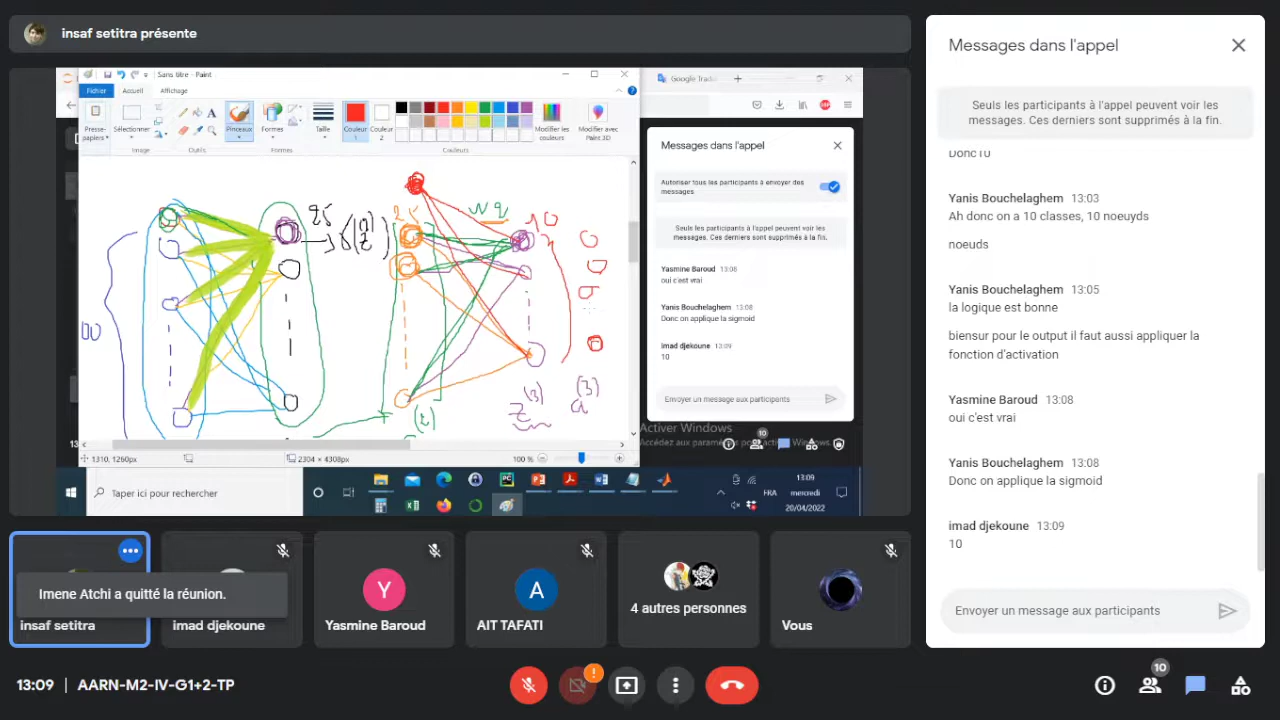 insaf setitra présente
Sans titre - Paint
Fichier
Accueil
Affichage
Presse-papiers
Sélectionner
Image
Outils
Pinceaux
Formes
Formes
Taille
Couleur 1
Couleur 2
Modifier les couleurs
Modifier avec Paint 3D
Couleurs
25
25
10
z(3)
a(3)
1310, 1260px
2304 × 4308px
100 %
Google Trad
Messages dans l'appel
Autoriser tous les participants à envoyer des messages
Seuls les participants à l'appel peuvent voir les messages. Ces derniers sont supprimés à la fin.
Yasmine Baroud 13:08
oui c'est vrai
Yanis Bouchelaghem 13:08
Donc on applique la sigmoid
imad djekoune 13:09
10
Envoyer un message aux participants
Activer Windows
10
Taper ici pour rechercher
FRA
13:09
mercredi
20/04/2022
Imene Atchi a quitté la réunion.
insaf setitra
imad djekoune
Y
Yasmine Baroud
A
AIT TAFATI
4 autres personnes
Vous
13:09 | AARN-M2-IV-G1+2-TP
Messages dans l'appel
Seuls les participants à l'appel peuvent voir les
messages. Ces derniers sont supprimés à la fin.
Donc10
Yanis Bouchelaghem 13:03
Ah donc on a 10 classes, 10 noeuyds
noeuds
Yanis Bouchelaghem 13:05
la logique est bonne
biensur pour le output il faut aussi appliquer la
fonction d'activation
Yasmine Baroud 13:08
oui c'est vrai
Yanis Bouchelaghem 13:08
Donc on applique la sigmoid
imad djekoune 13:09
10
Envoyer un message aux participants
10